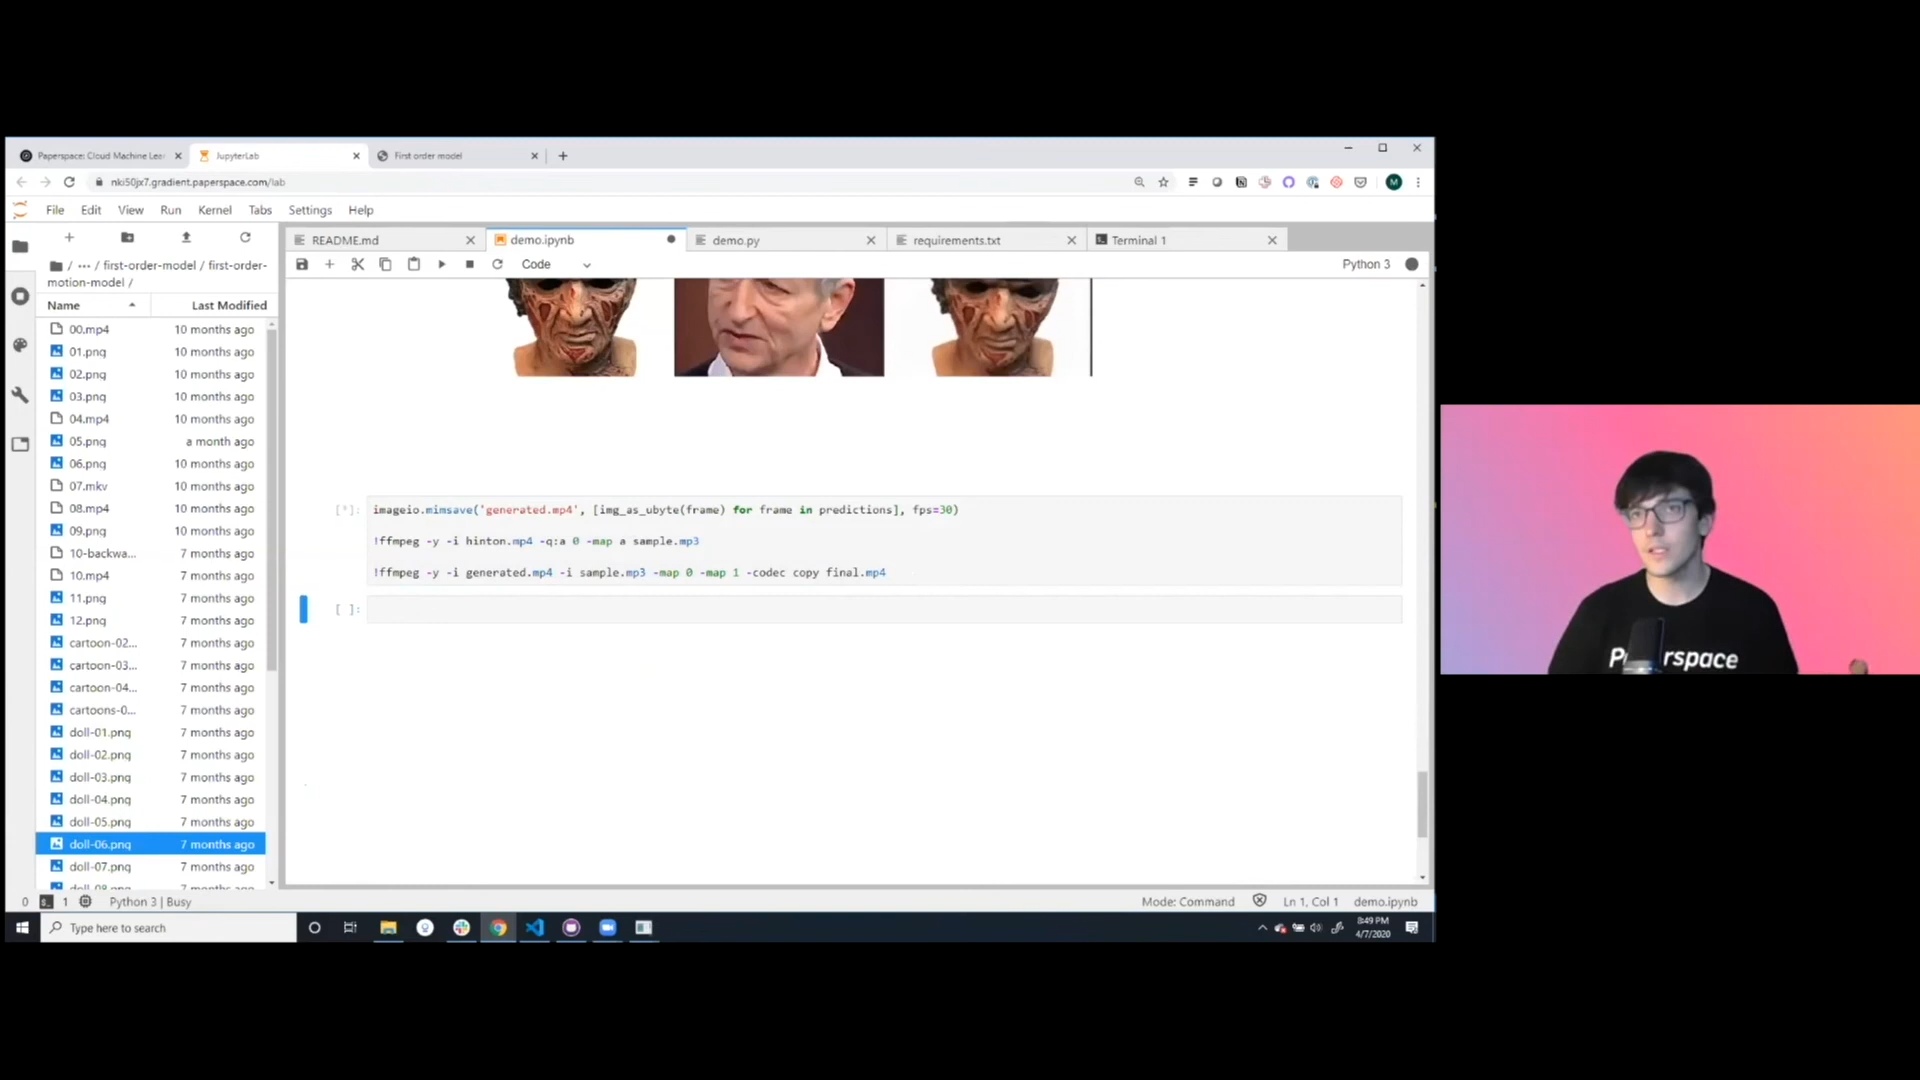 Paperspace: Cloud Machine Lear
JupyterLab
First order model
nki50jx7.gradient.paperspace.com/lab
M
File Edit View Run Kernel Tabs Settings Help
README.md
demo.ipynb
demo.py
requirements.txt
Terminal 1
/ ··· / first-order-model / first-order-
motion-model /
Code
Python 3
Name Last Modified
00.mp4 10 months ago
01.png 10 months ago
02.png 10 months ago
03.png 10 months ago
04.mp4 10 months ago
05.png a month ago
06.png 10 months ago
07.mkv 10 months ago
08.mp4 10 months ago
09.png 10 months ago
10-backwa... 7 months ago
10.mp4 7 months ago
11.png 7 months ago
12.png 7 months ago
cartoon-02... 7 months ago
cartoon-03... 7 months ago
cartoon-04... 7 months ago
cartoons-0... 7 months ago
doll-01.png 7 months ago
doll-02.png 7 months ago
doll-03.png 7 months ago
doll-04.png 7 months ago
doll-05.png 7 months ago
doll-06.png 7 months ago
doll-07.png 7 months ago
doll-08.png 7 months ago
[*]:
imageio.mimsave('generated.mp4', [img_as_ubyte(frame) for frame in predictions], fps=30)
!ffmpeg -y -i hinton.mp4 -q:a 0 -map a sample.mp3
!ffmpeg -y -i generated.mp4 -i sample.mp3 -map 0 -map 1 -codec copy final.mp4
[ ]:
0 1 Python 3 | Busy
Mode: Command Ln 1, Col 1 demo.ipynb
Type here to search
8:49 PM
4/7/2020
P rspace